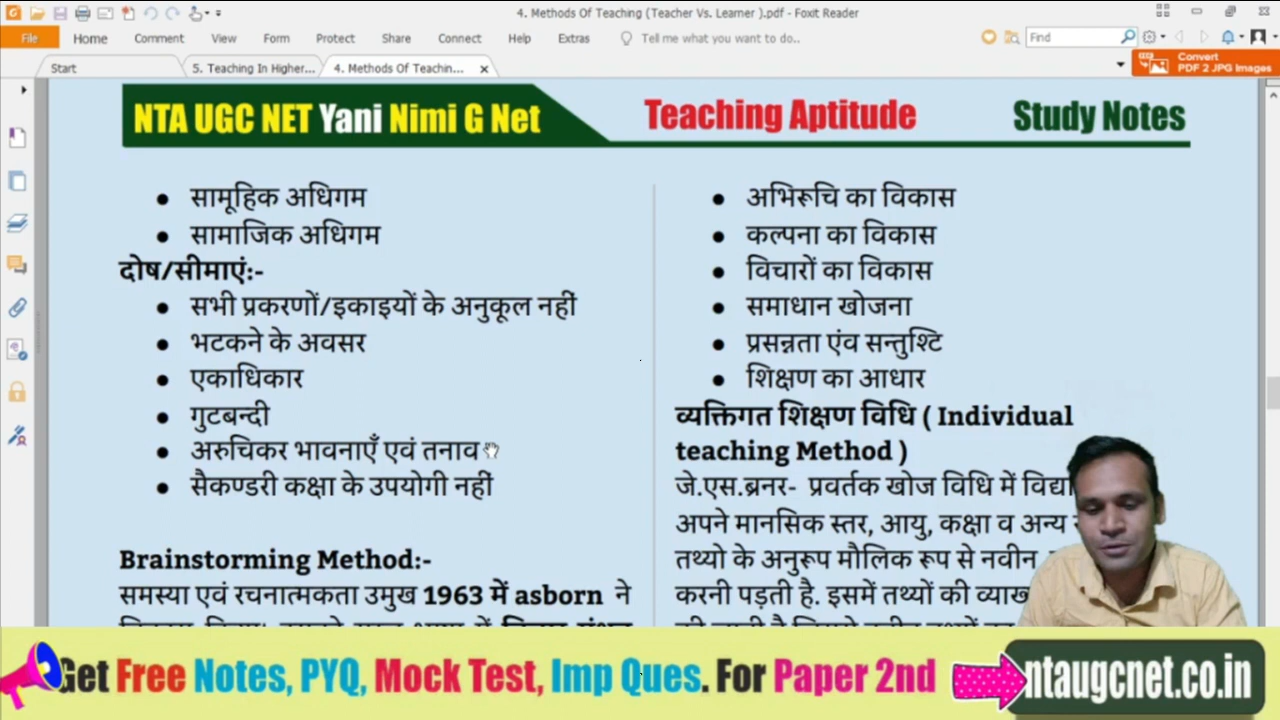 4. Methods Of Teaching (Teacher Vs. Learner ).pdf - Foxit Reader
File Home Comment View Form Protect Share Connect Help Extras Tell me what you want to do.. Find
Start 5. Teaching In Higher... 4. Methods Of Teachin... Convert
PDF 2 JPG Images
NTA UGC NET Yani Nimi G Net Teaching Aptitude Study Notes
सामूहिक अधिगम
सामाजिक अधिगम
दोष/सीमाएं:-
सभी प्रकरणों/इकाइयों के अनुकूल नहीं
भटकने के अवसर
एकाधिकार
गुटबन्दी
अरुचिकर भावनाएँ एवं तनाव
सैकण्डरी कक्षा के उपयोगी नहीं
Brainstorming Method:-
समस्या एवं रचनात्मकता उमुख 1963 में asborn ने
अभिरूचि का विकास
कल्पना का विकास
विचारों का विकास
समाधान खोजना
प्रसन्नता एंव सन्तुश्टि
शिक्षण का आधार
व्यक्तिगत शिक्षण विधि ( Individual
teaching Method )
जे.एस.ब्रनर- प्रवर्तक खोज विधि में
अपने मानसिक स्तर, आयु, कक्षा व अन्य
तथ्यो के अनुरूप मौलिक रूप से नवीन
करनी पड़ती है. इसमें तथ्यों की
Get Free Notes, PYQ, Mock Test, Imp Ques. For Paper 2nd ntaugcnet.co.in